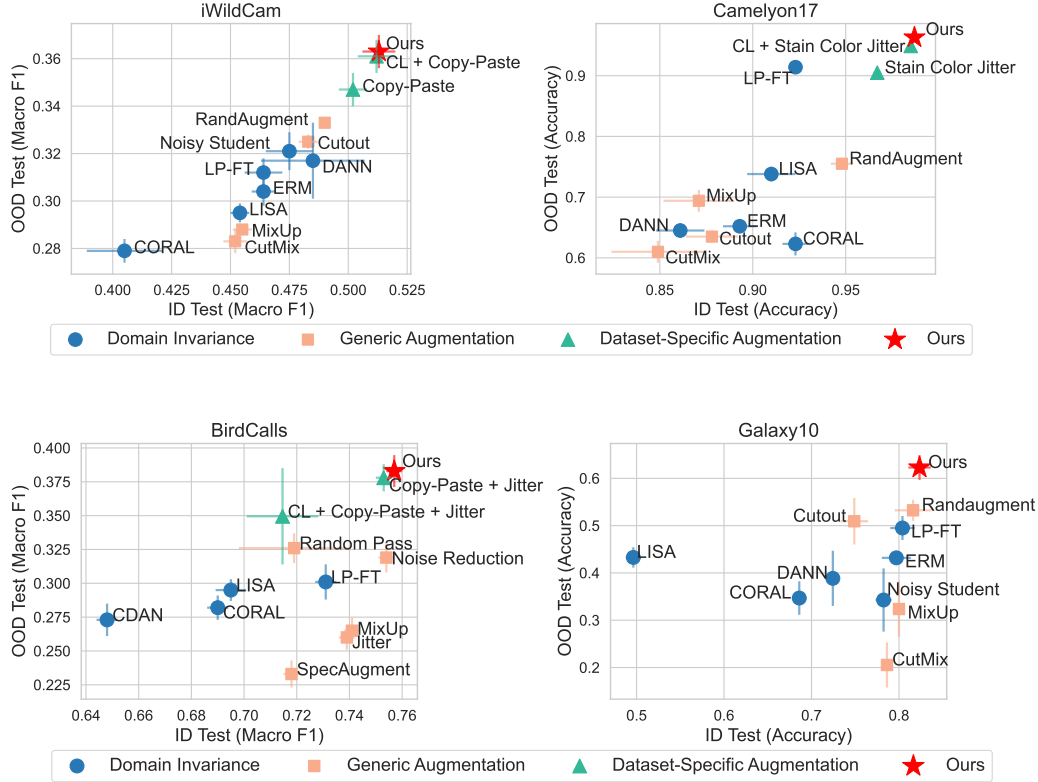 iWildCam
OOD Test (Macro F1)
0.36
0.34
0.32
0.30
0.28
Ours
CL + Copy-Paste
Copy-Paste
RandAugment
Noisy Student
Cutout
LP-FT
DANN
ERM
LISA
MixUp
CutMix
CORAL
0.400
0.425
0.450
0.475
0.500
0.525
ID Test (Macro F1)
Camelyon17
OOD Test (Accuracy)
0.9
0.8
0.7
0.6
Ours
CL + Stain Color Jitter
Stain Color Jitter
LP-FT
RandAugment
LISA
MixUp
DANN
ERM
Cutout
CORAL
CutMix
0.85
0.90
0.95
ID Test (Accuracy)
Domain Invariance
Generic Augmentation
Dataset-Specific Augmentation
Ours
BirdCalls
OOD Test (Macro F1)
0.400
0.375
0.350
0.325
0.300
0.275
0.250
0.225
Ours
Copy-Paste + Jitter
CL + Copy-Paste + Jitter
Random Pass
Noise Reduction
LP-FT
LISA
CORAL
CDAN
MixUp
Jitter
SpecAugment
0.64
0.66
0.68
0.70
0.72
0.74
0.76
ID Test (Macro F1)
Galaxy10
OOD Test (Accuracy)
0.6
0.5
0.4
0.3
0.2
Ours
Randaugment
Cutout
LP-FT
LISA
ERM
DANN
CORAL
Noisy Student
MixUp
CutMix
0.5
0.6
0.7
0.8
ID Test (Accuracy)
Domain Invariance
Generic Augmentation
Dataset-Specific Augmentation
Ours